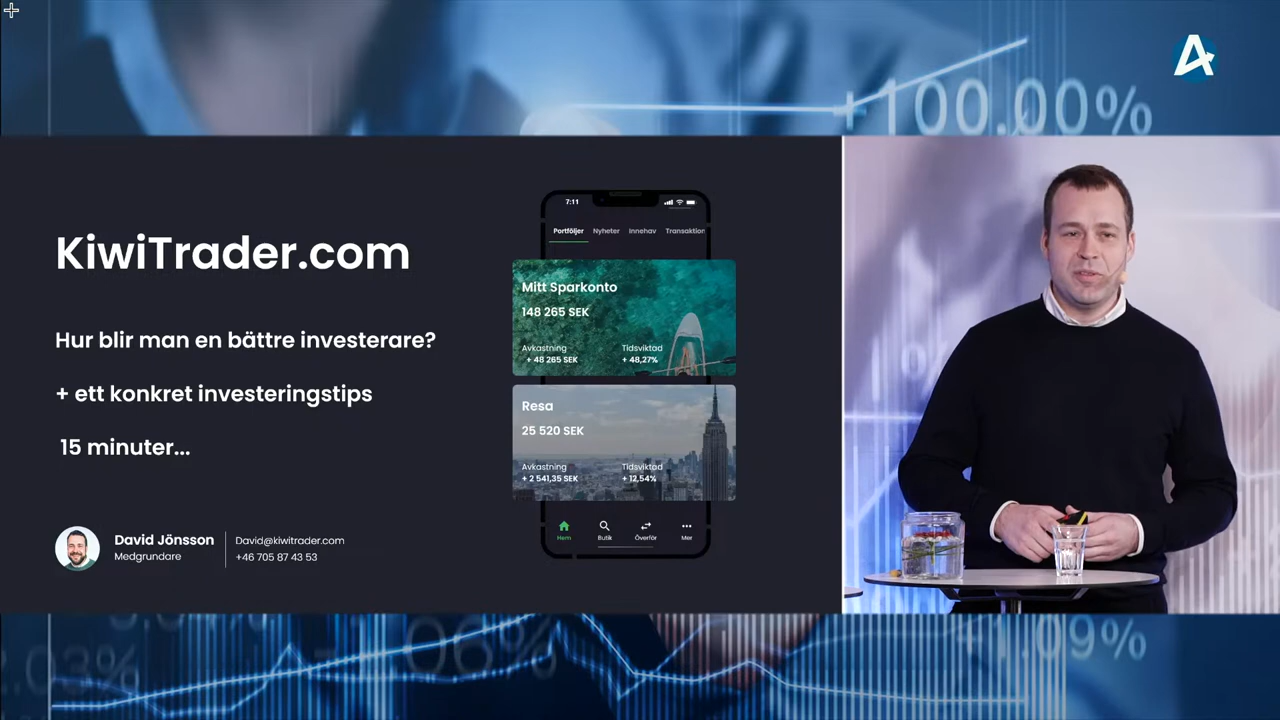 +100.00%
KiwiTrader.com
Hur blir man en bättre investerare?
+ ett konkret investeringstips
15 minuter...
David Jönsson
Medgrundare
David@kiwitrader.com
+46 705 87 43 53
7:11
Portföljer Nyheter Innehav Transaktion
Mitt Sparkonto
148 265 SEK
Avkastning Tidsviktad
+ 48 265 SEK + 48,27%
Resa
25 520 SEK
Avkastning Tidsviktad
+ 2 541,35 SEK + 12,54%
Hem Butik Överför Mer
+1.09%